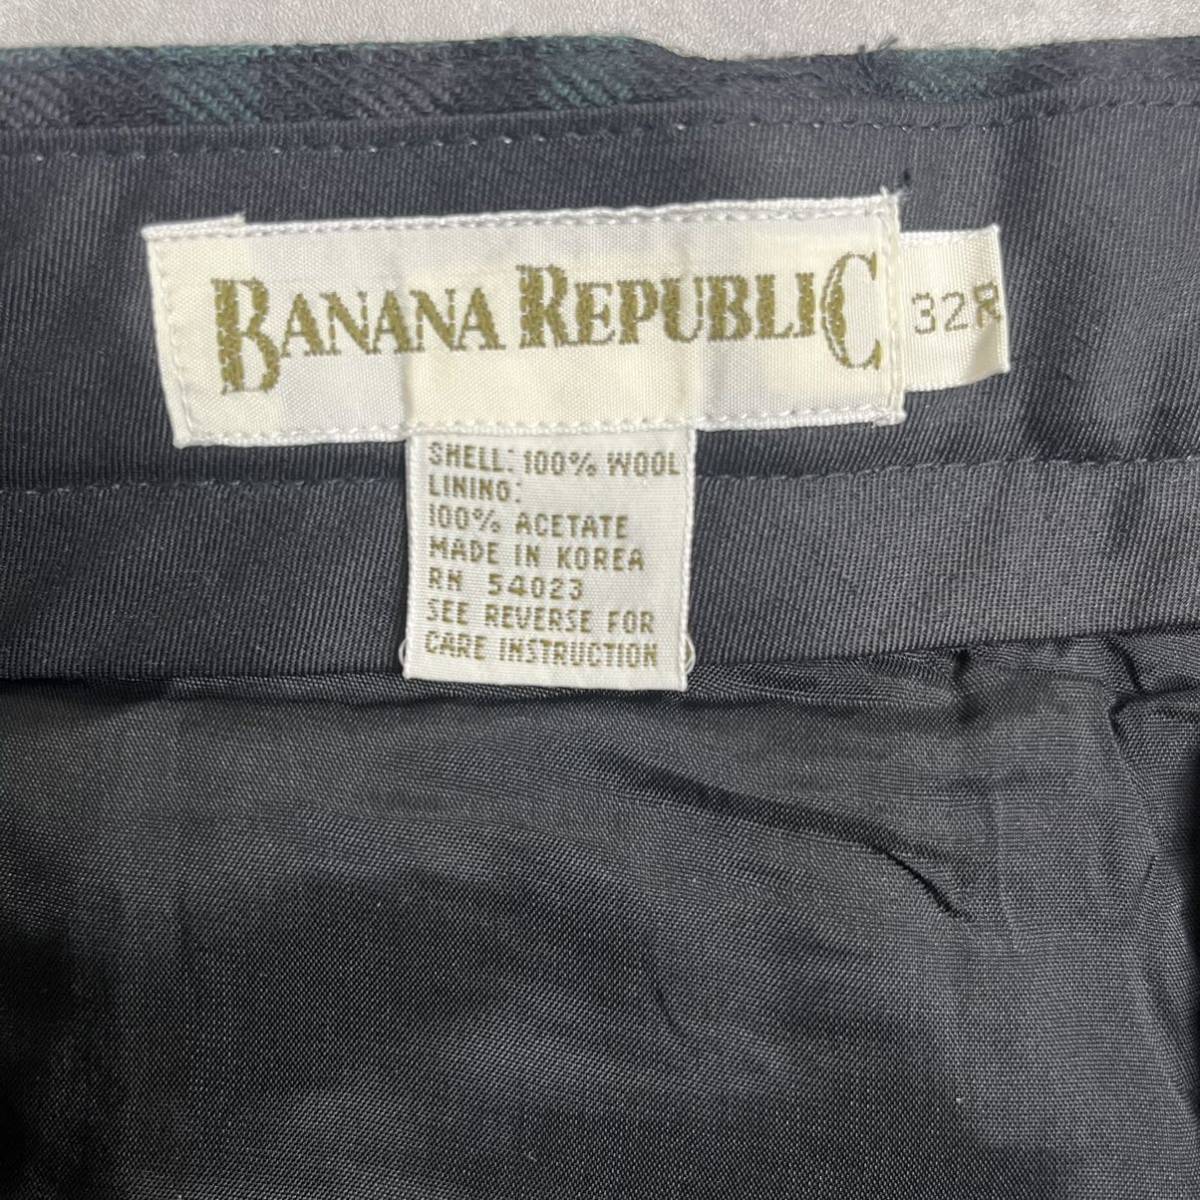 BANANA REPUBLIC
32R
SHELL: 100% WOOL
LINING:
100% ACETATE
MADE IN KOREA
RN 54023
SEE REVERSE FOR
CARE INSTRUCTION